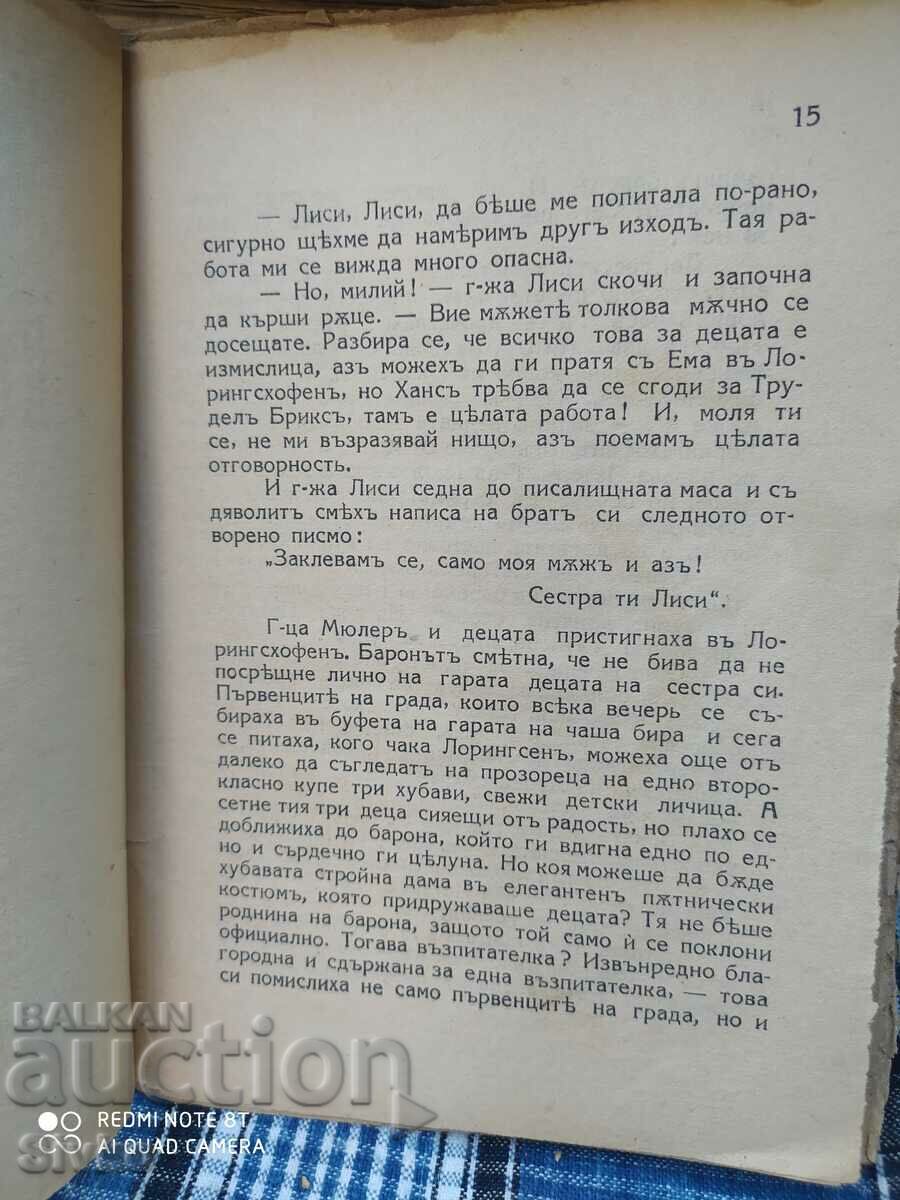 15
— Лиси, Лиси, да бѣше ме попитала по-рано,
сигурно щѣхме да намѣримъ другъ изходъ. Тая ра-
бота ми се вижда много опасна.
— Но, милий! — г-жа Лиси скочи и започна
да кърши рѫце. — Вие мѫжетѣ толкова мѫчно се
досещате. Разбира се, че всичко това за децата е
измислица, азъ можехъ да ги пратя съ Ема въ Ло-
рингсхофенъ, но Хансъ трѣбва да се сгоди за Тру-
делъ Бриксъ, тамъ е цѣлата работа! И, моля ти
се, не ми възразявай нищо, азъ поемамъ цѣлата
отговорность.
И г-жа Лиси седна до писалищната маса и съ
дяволитъ смѣхъ написа на братъ си следното от-
ворено писмо:
„Заклевамъ се, само моя мѫжъ и азъ!
Сестра ти Лиси“.
Г-ца Мюлеръ и децата пристигнаха въ Ло-
рингсхофенъ. Баронътъ смѣтна, че не бива да не
посрѣщне лично на гарата децата на сестра си.
Първенците на града, които всѣка вечерь се съ-
бираха въ буфета на гарата на чаша бира и сега
се питаха, кого чака Лорингсенъ, можеха още отъ
далеко да съгледатъ на прозореца на едно второ-
класно купе три хубави, свежи детски личица. А
сетне тия три деца сияещи отъ радость, но плахо се
доближиха до барона, който ги вдигна едно по ед-
но и сърдечно ги цѣлуна. Но коя можеше да бѫде
хубавата стройна дама въ елегантенъ пѫтнически
костюмъ, която придружаваше децата? Тя не бѣше
роднина на барона, защото той само ѝ се поклони
официално. Тогава възпитателка? Извънредно бла-
городна и сдържана за една възпитателка, — това
си помислиха не само първенцитѣ на града, но и
BALKAN
auction
REDMI NOTE 8T
AI QUAD CAMERA